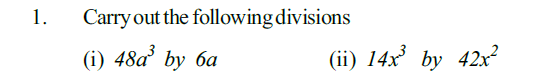 1. Carry out the following divisions
(i) 48a³ by 6a (ii) 14x³ by 42x²